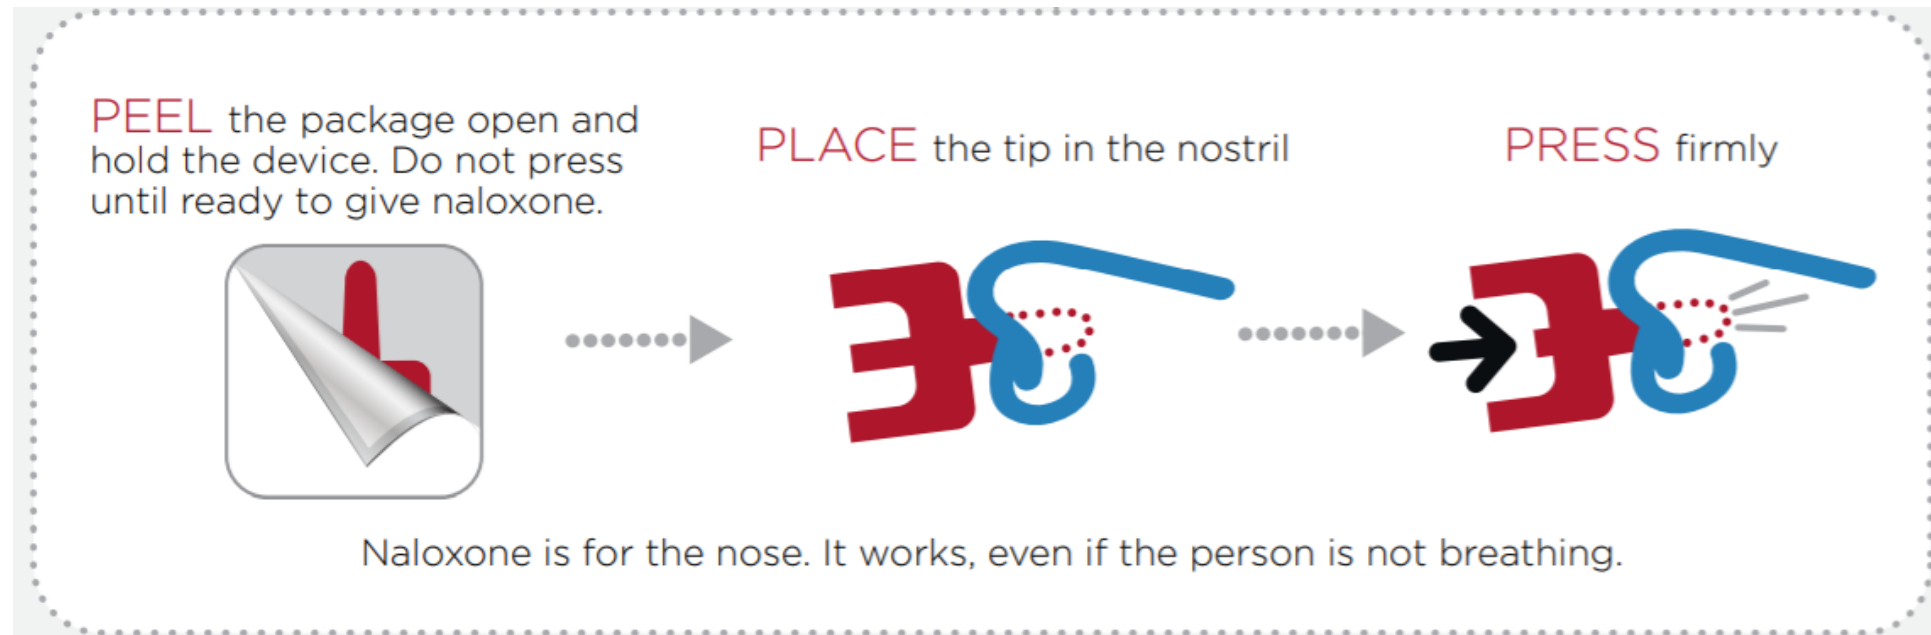 PEEL the package open and
hold the device. Do not press
until ready to give naloxone.
PLACE the tip in the nostril
PRESS firmly
Naloxone is for the nose. It works, even if the person is not breathing.